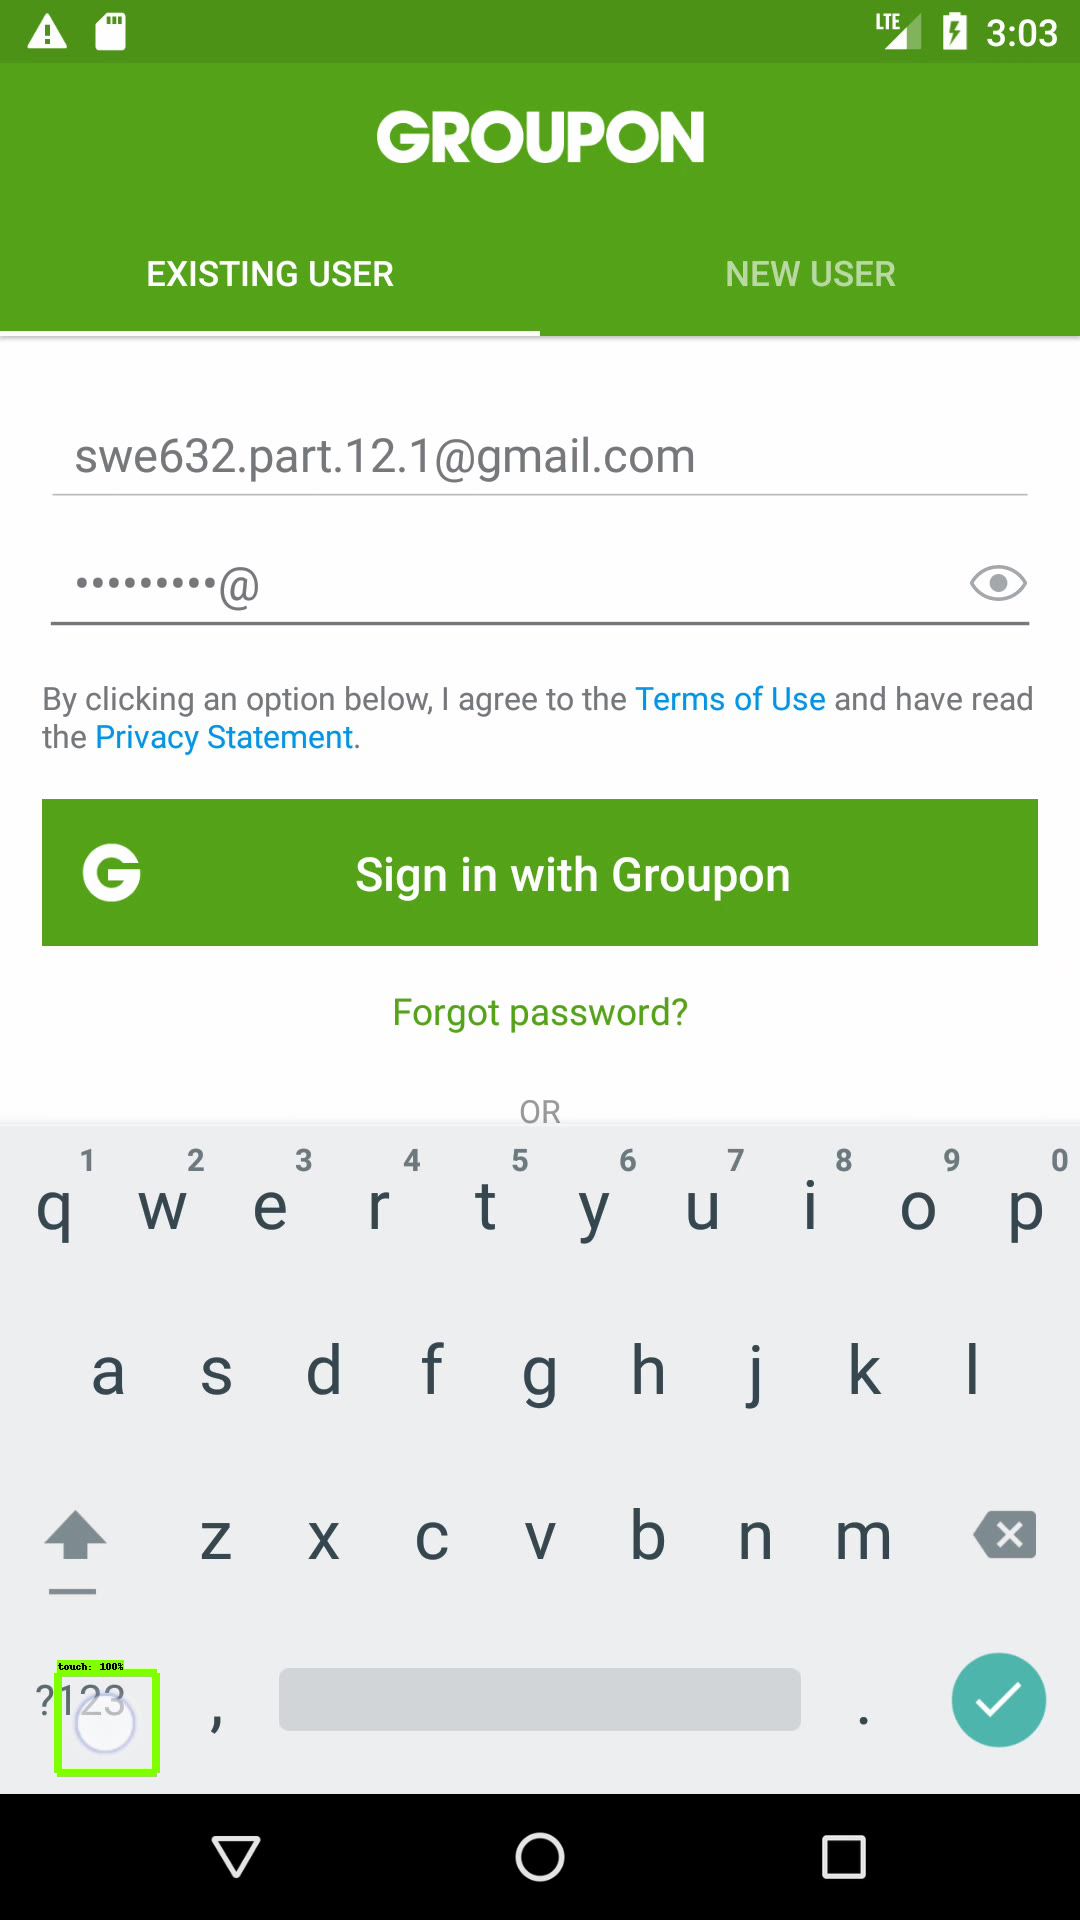 LTE 3:03
GROUPON
EXISTING USER NEW USER
swe632.part.12.1@gmail.com
•••••••••@
By clicking an option below, I agree to the Terms of Use and have read
the Privacy Statement.
G Sign in with Groupon
Forgot password?
OR
1 2 3 4 5 6 7 8 9 0
q w e r t y u i o p
a s d f g h j k l
z x c v b n m
touch: 100%
?123 , .